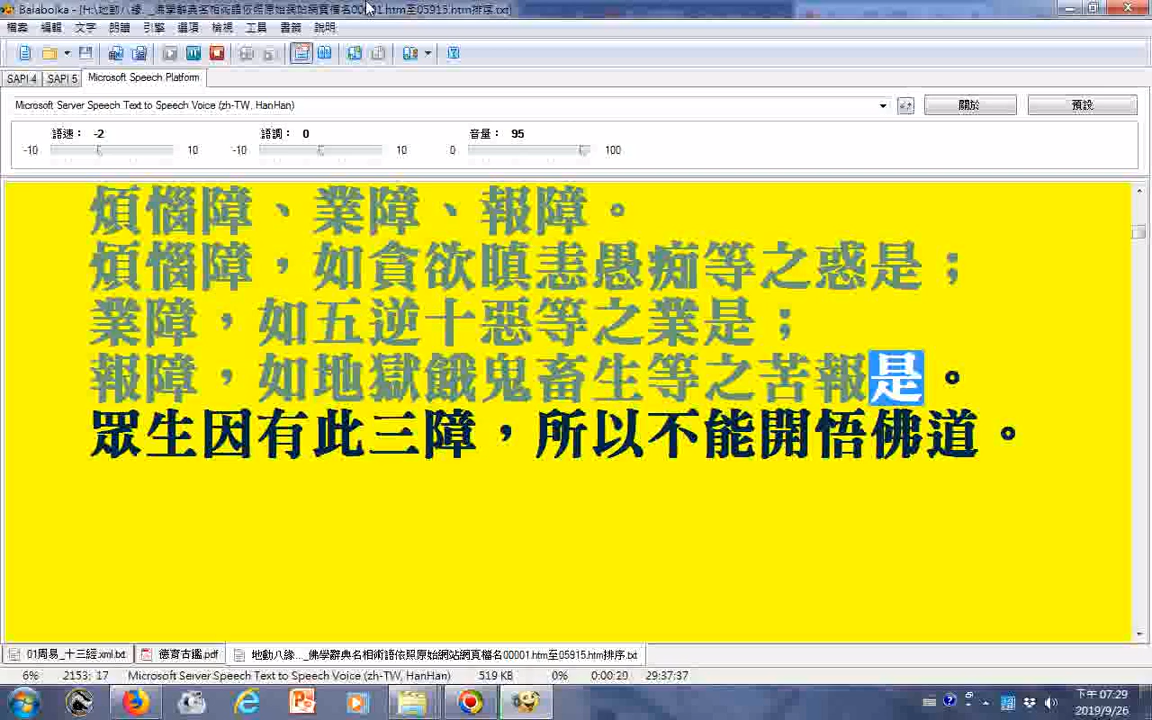 Balabolka - [H:\地動八緣..._佛學辭典名相術語依照原始網站網頁檔名00001.htm至05915.htm排序.txt]
檔案 編輯 文字 朗讀 導引 選項 檢視 工具 書籤 說明
SAPI 4 SAPI 5 Microsoft Speech Platform
Microsoft Server Speech Text to Speech Voice (zh-TW, HanHan)
關於 預設
語速： -2 語調： 0 音量： 95
-10 10 -10 10 0 100
煩惱障、業障、報障。
煩惱障，如貪欲瞋恚愚痴等之惑是；
業障，如五逆十惡等之業是；
報障，如地獄餓鬼畜生等之苦報是。
眾生因有此三障，所以不能開悟佛道。
01周易_十三經.xml.txt 德育古鑑.pdf 地動八緣..._佛學辭典名相術語依照原始網站網頁檔名00001.htm至05915.htm排序.txt
6% 2153: 17 Microsoft Server Speech Text to Speech Voice (zh-TW, HanHan) 519 KB 0% 0:00:20 29:37:37
下午 07:29
2019/9/26